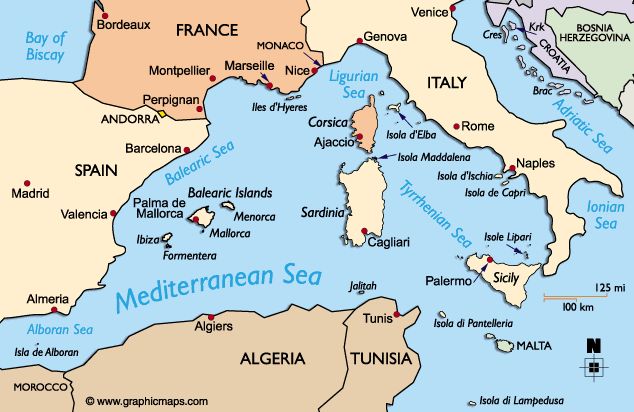 Bordeaux
FRANCE
Venice
Krk
BOSNIA
HERZEGOVINA
Bay of
Biscay
Genova
Cres
CROATIA
MONACO
Montpellier
Marseille
Nice
Ligurian
Sea
ITALY
Brac
Adriatic Sea
Perpignan
Iles d'Hyeres
ANDORRA
Corsica
Isola d'Elba
Rome
Barcelona
Balearic Sea
Ajaccio
Isola Maddalena
SPAIN
Naples
Madrid
Balearic Islands
Isola d'Ischia
Isola de Capri
Palma de
Mallorca
Menorca
Mallorca
Valencia
Sardinia
Tyrrhenian Sea
Ionian
Sea
Ibiza
Formentera
Cagliari
Isole Lipari
Mediterranean Sea
Palermo
Sicily
125 mi
100 km
Almeria
Jalitah
Alboran Sea
Algiers
Tunis
Isola di Pantelleria
Isla de Alboran
MALTA
N
ALGERIA
TUNISIA
MOROCCO
© www.graphicmaps.com
Isola di Lampedusa